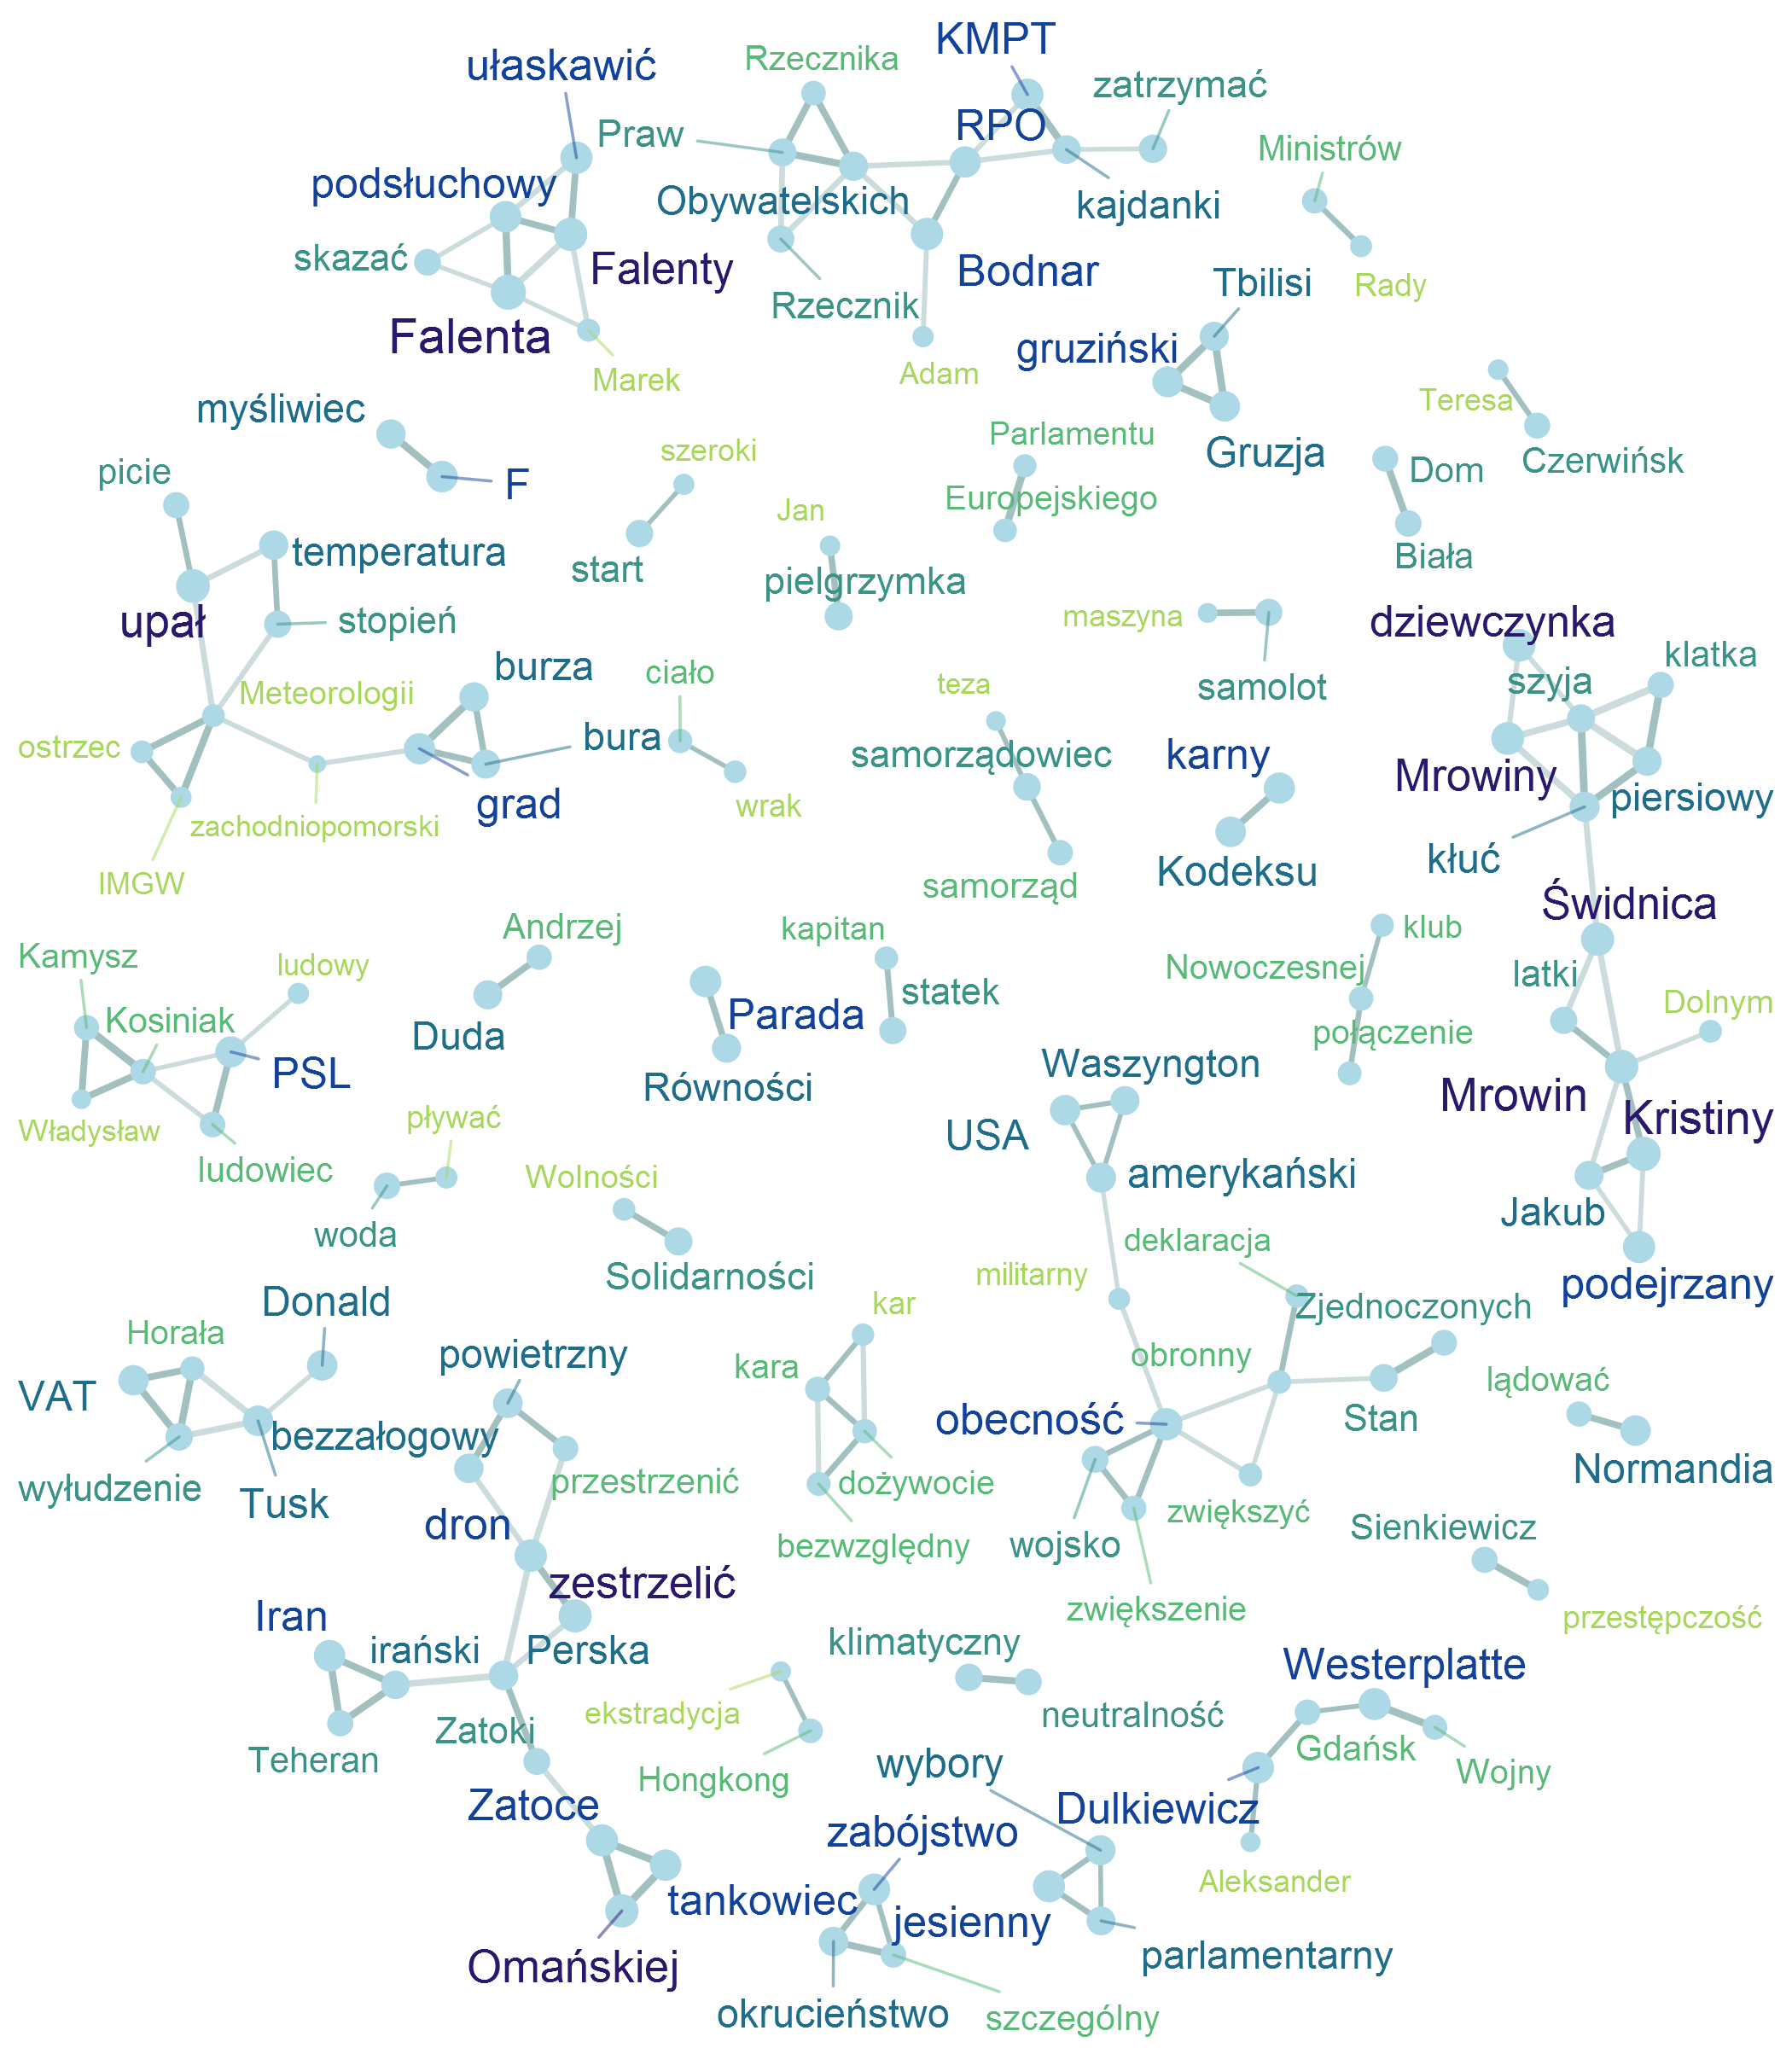 KMPT
Rzecznika
ułaskawić
zatrzymać
RPO
Praw
Ministrów
podsłuchowy
Obywatelskich
kajdanki
skazać
Falenty
Bodnar
Tbilisi
Rady
Rzecznik
Falenta
gruziński
Marek
Adam
Teresa
myśliwiec
Parlamentu
szeroki
Gruzja
Czerwińsk
picie
Dom
F
Europejskiego
Jan
temperatura
Biała
start
pielgrzymka
maszyna
upał
stopień
dziewczynka
klatka
burza
ciało
szyja
teza
samolot
Meteorologii
ostrzec
bura
samorządowiec
karny
Mrowiny
grad
wrak
piersiowy
zachodniopomorski
IMGW
kłuć
Kodeksu
samorząd
Świdnica
Andrzej
kapitan
klub
Kamysz
ludowy
Nowoczesnej
latki
statek
Dolnym
Kosiniak
Parada
połączenie
Duda
PSL
Waszyngton
Równości
Mrowin
pływać
Kristiny
Władysław
USA
ludowiec
Wolności
amerykański
Jakub
woda
deklaracja
Solidarności
militarny
podejrzany
Donald
kar
Zjednoczonych
Horała
powietrzny
obronny
kara
lądować
VAT
obecność
Stan
bezzałogowy
Normandia
wyłudzenie
przestrzenić
dożywocie
Tusk
zwiększyć
dron
Sienkiewicz
bezwzględny
wojsko
zestrzelić
zwiększenie
Iran
przestępczość
irański
Perska
klimatyczny
Westerplatte
ekstradycja
neutralność
Zatoki
Teheran
Gdańsk
wybory
Hongkong
Wojny
Zatoce
Dulkiewicz
zabójstwo
Aleksander
tankowiec
jesienny
parlamentarny
Omańskiej
okrucieństwo
szczególny